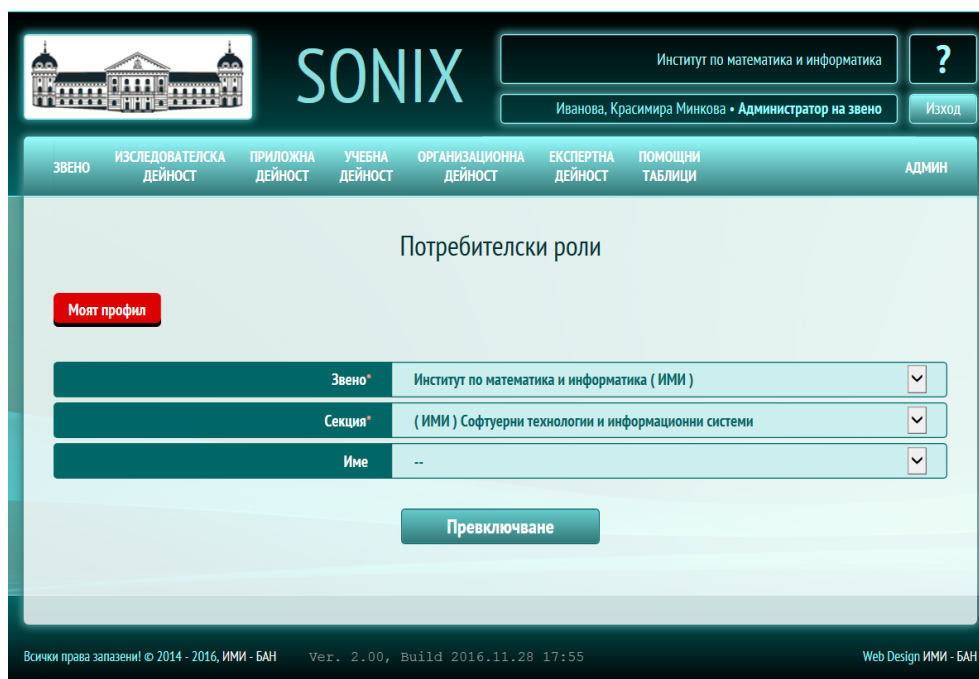 SONIX
Институт по математика и информатика
?
Иванова, Красимира Минкова • Администратор на звено
Изход
ЗВЕНО
ИЗСЛЕДОВАТЕЛСКА
ДЕЙНОСТ
ПРИЛОЖНА
ДЕЙНОСТ
УЧЕБНА
ДЕЙНОСТ
ОРГАНИЗАЦИОННА
ДЕЙНОСТ
ЕКСПЕРТНА
ДЕЙНОСТ
ПОМОЩНИ
ТАБЛИЦИ
АДМИН
Потребителски роли
Моят профил
Звено* Институт по математика и информатика ( ИМИ )
Секция* ( ИМИ ) Софтуерни технологии и информационни системи
Име --
Превключване
Всички права запазени! © 2014 - 2016, ИМИ - БАН Ver. 2.00, Build 2016.11.28 17:55 Web Design ИМИ - БАН